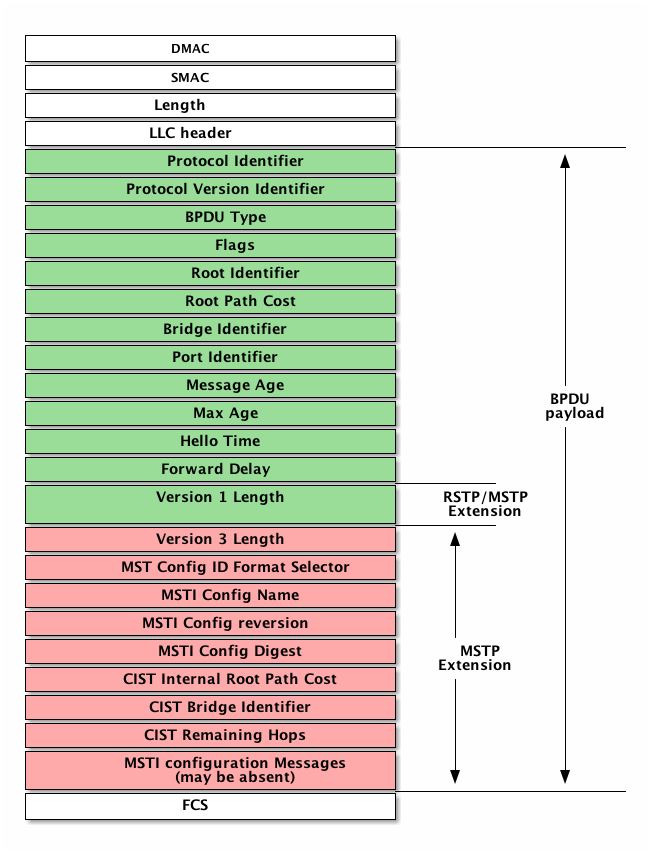 DMAC
SMAC
Length
LLC header
Protocol Identifier
Protocol Version Identifier
BPDU Type
Flags
Root Identifier
Root Path Cost
Bridge Identifier
Port Identifier
Message Age
Max Age
Hello Time
Forward Delay
Version 1 Length
Version 3 Length
MST Config ID Format Selector
MSTI Config Name
MSTI Config reversion
MSTI Config Digest
CIST Internal Root Path Cost
CIST Bridge Identifier
CIST Remaining Hops
MSTI configuration Messages
(may be absent)
FCS
RSTP/MSTP
Extension
MSTP
Extension
BPDU
payload